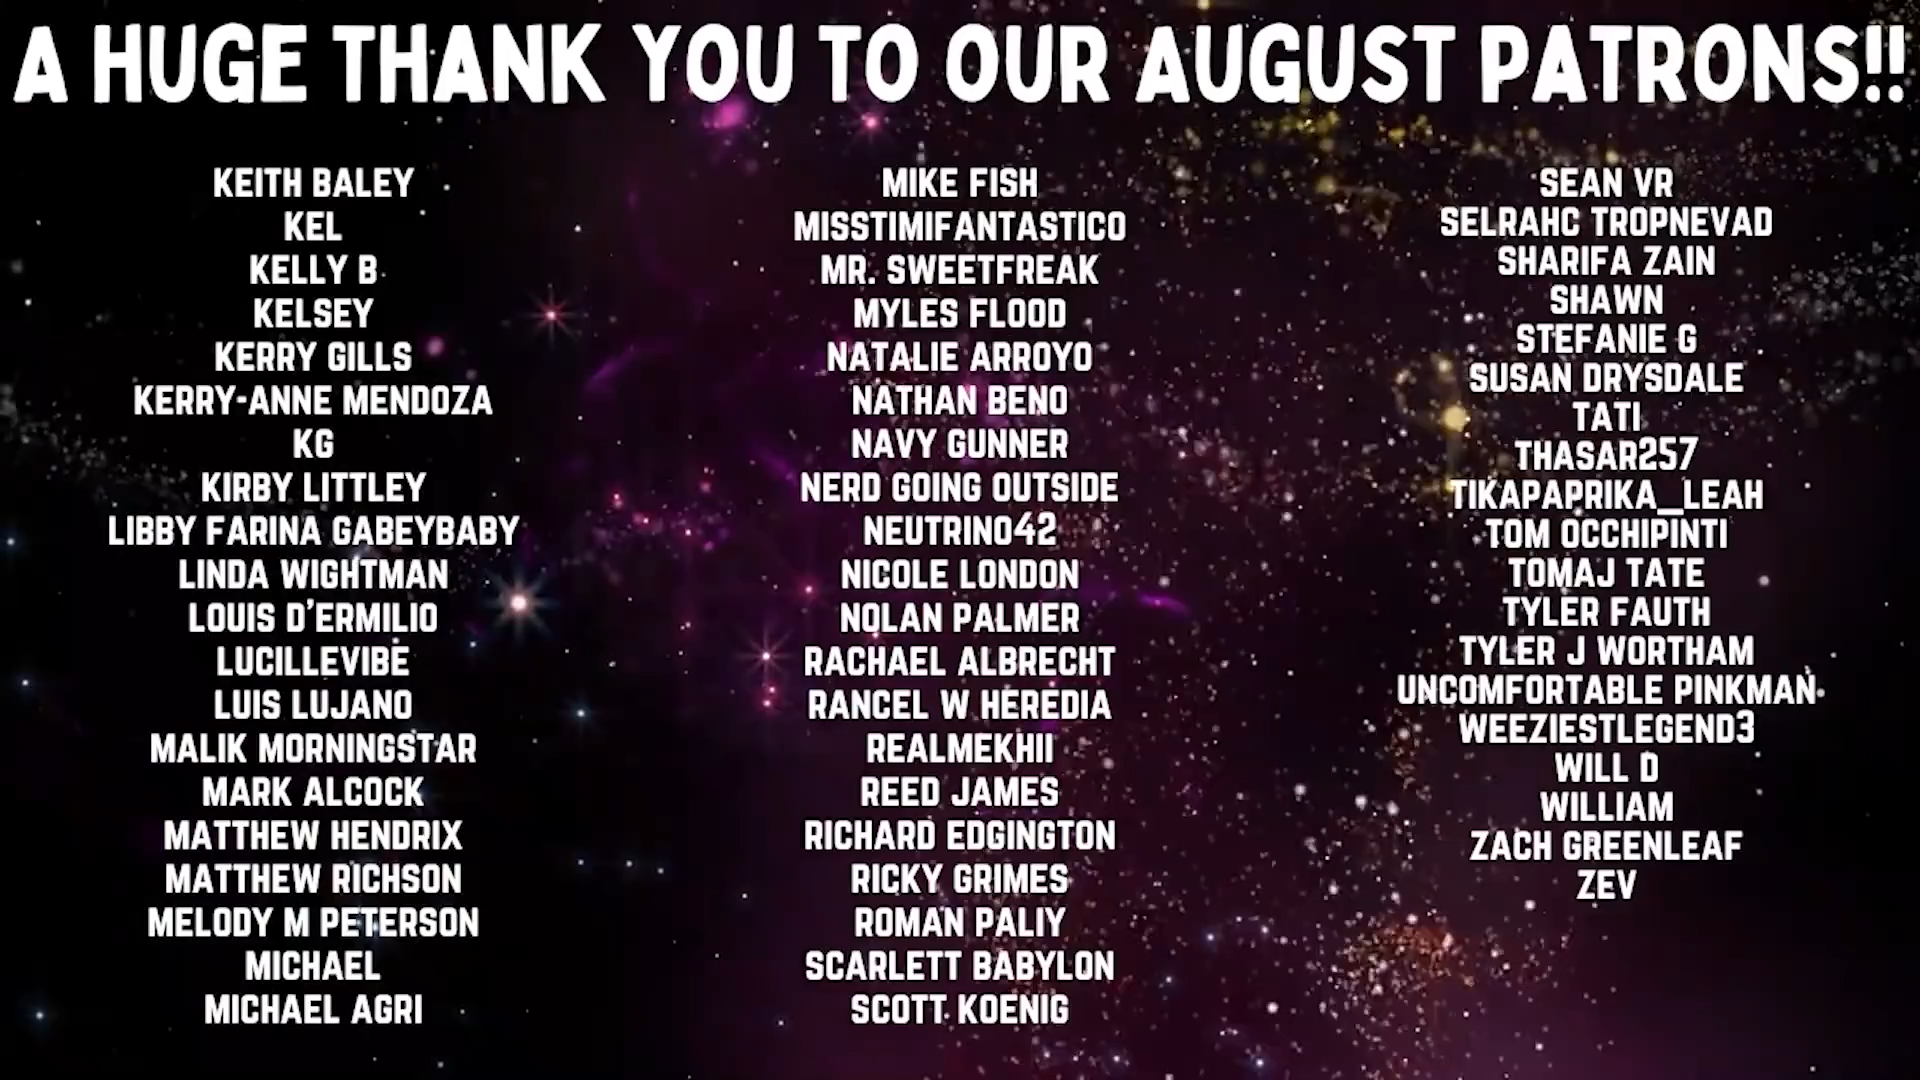 A HUGE THANK YOU TO OUR AUGUST PATRONS!!
KEITH BALEY
KEL
KELLY B
KELSEY
KERRY GILLS
KERRY-ANNE MENDOZA
KG
KIRBY LITTLEY
LIBBY FARINA GABEYBABY
LINDA WIGHTMAN
LOUIS D'ERMILIO
LUCILLEVIBE
LUIS LUJANO
MALIK MORNINGSTAR
MARK ALCOCK
MATTHEW HENDRIX
MATTHEW RICHSON
MELODY M PETERSON
MICHAEL
MICHAEL AGRI
MIKE FISH
MISSTIMIFANTASTICO
MR. SWEETFREAK
MYLES FLOOD
NATALIE ARROYO
NATHAN BENO
NAVY GUNNER
NERD GOING OUTSIDE
NEUTRINO42
NICOLE LONDON
NOLAN PALMER
RACHAEL ALBRECHT
RANCEL W HEREDIA
REALMEKHII
REED JAMES
RICHARD EDGINGTON
RICKY GRIMES
ROMAN PALIY
SCARLETT BABYLON
SCOTT KOENIG
SEAN VR
SELRAHC TROPNEVAD
SHARIFA ZAIN
SHAWN
STEFANIE G
SUSAN DRYSDALE
TATI
THASAR257
TIKAPAPRIKA_LEAH
TOM OCCHIPINTI
TOMAJ TATE
TYLER FAUTH
TYLER J WORTHAM
UNCOMFORTABLE PINKMAN
WEEZIESTLEGEND3
WILL D
WILLIAM
ZACH GREENLEAF
ZEV